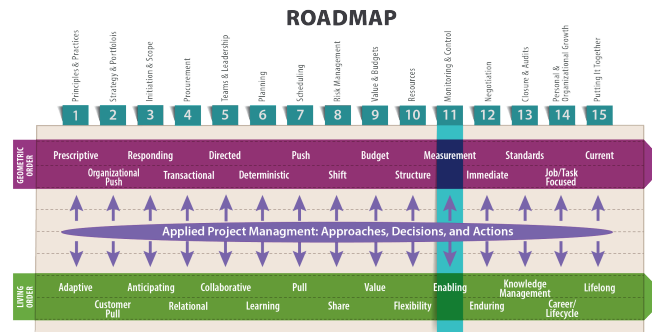 ROADMAP
Principles & Practices
Strategy & Portfolois
Initiation & Scope
Procurement
Teams & Leadership
Planning
Scheduling
Risk Management
Value & Budgets
Resources
Monitoring & Control
Negotiation
Closure & Audits
Personal &
Organizational Growth
Putting It Together
1 2 3 4 5 6 7 8 9 10 11 12 13 14 15
GEOMETRIC
ORDER
Prescriptive Responding Directed Push Budget Measurement Standards Current
Organizational
Push Transactional Deterministic Shift Structure Immediate Job/Task
Focused
Applied Project Managment: Approaches, Decisions, and Actions
LIVING
ORDER
Adaptive Anticipating Collaborative Pull Value Enabling Knowledge
Management Lifelong
Customer
Pull Relational Learning Share Flexibility Enduring Career/
Lifecycle